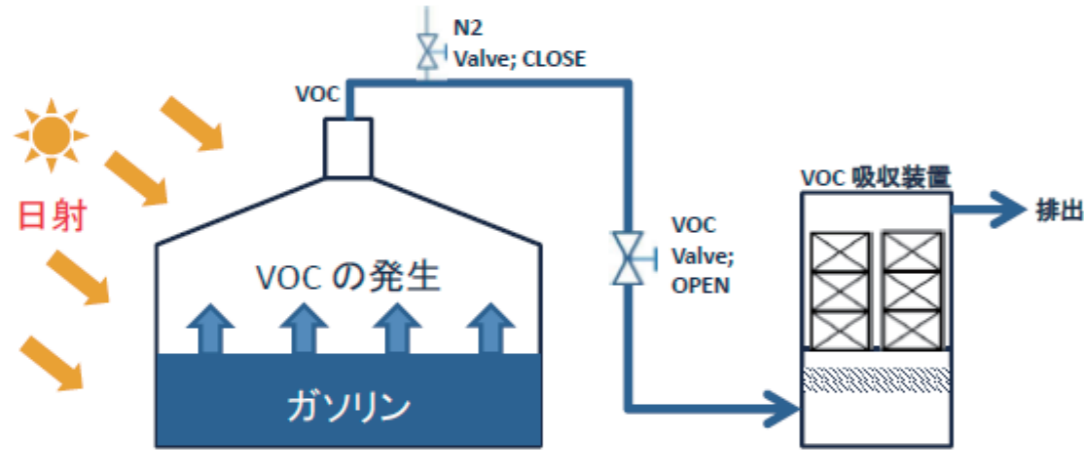 N2
Valve; CLOSE
VOC
日射
VOC の発生
ガソリン
VOC
Valve;
OPEN
VOC 吸収装置
排出